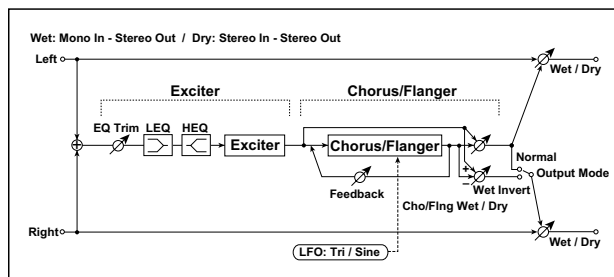 Wet: Mono In - Stereo Out / Dry: Stereo In - Stereo Out
Left
Wet / Dry
Exciter
Chorus/Flanger
EQ Trim
LEQ
HEQ
Exciter
Chorus/Flanger
Normal
Output Mode
+
−
Feedback
Wet Invert
Cho/Flng Wet / Dry
Right
LFO: Tri / Sine
Wet / Dry